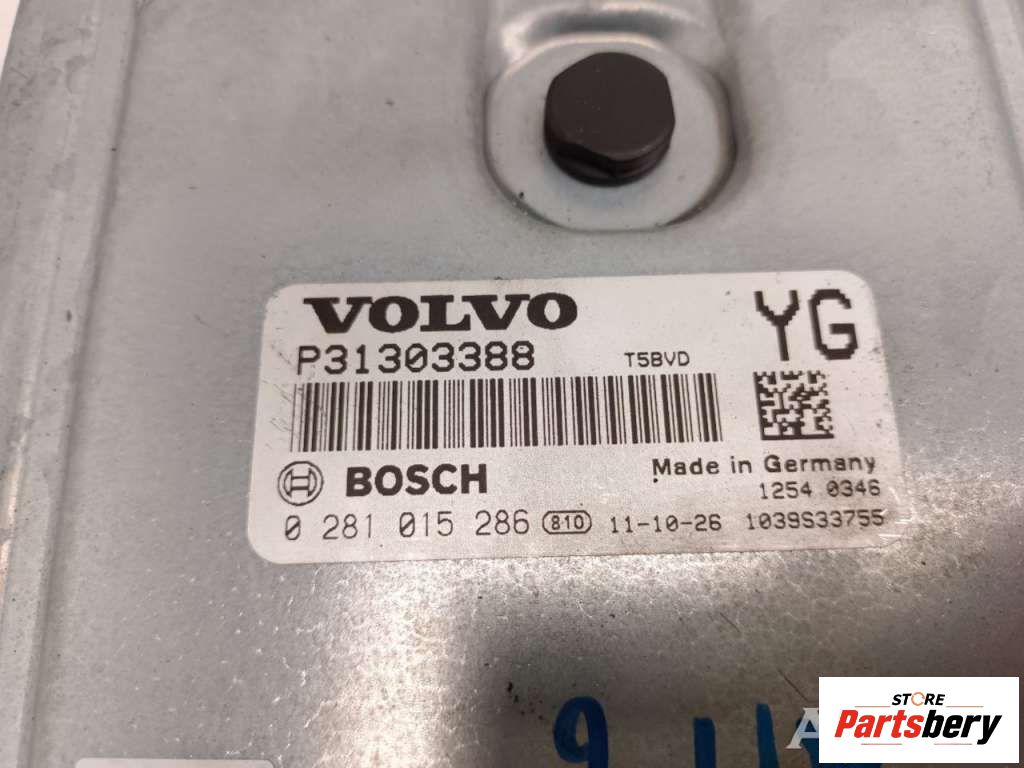 VOLVO YG
P31303388 T5BVD
BOSCH Made in Germany
1254 0346
0 281 015 286 810 11-10-26 1039S33755
STORE
Partsbery